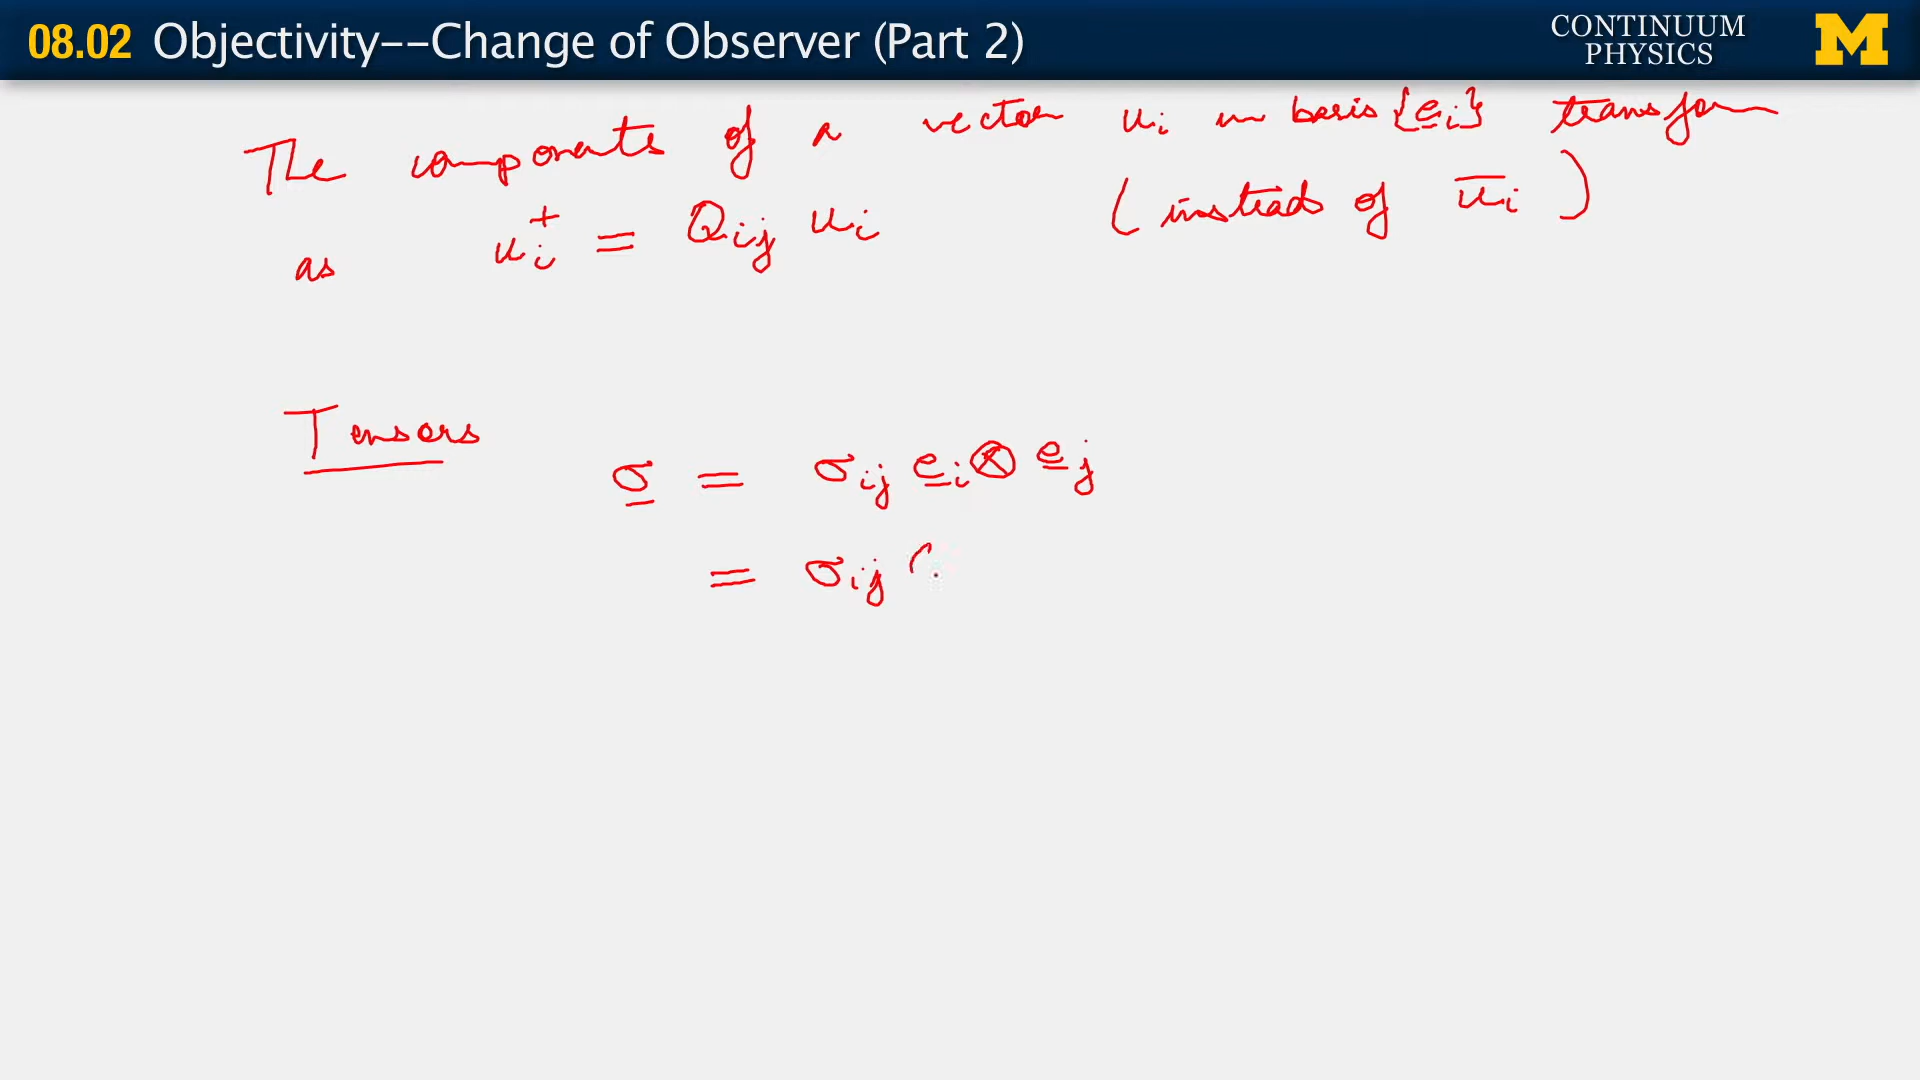 08.02 Objectivity--Change of Observer (Part 2)
CONTINUUM
PHYSICS
M
The components of a vector u_i in basis {e_i} transform
as u_i^+ = Q_ij u_i (instead of ū_i)
Tensors
σ = σ_ij e_i ⊗ e_j
= σ_ij (